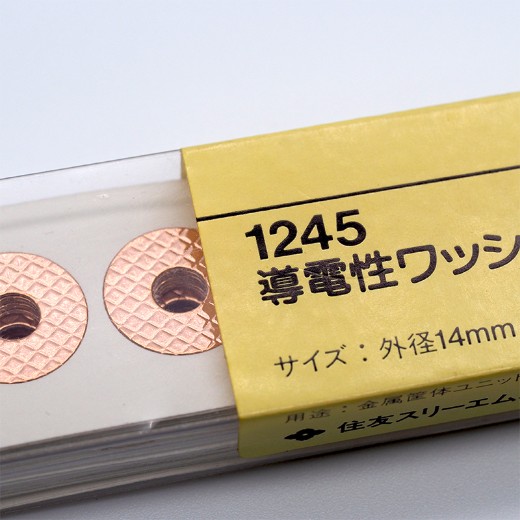 1245
導電性ワッシ
サイズ：外径14mm
用途：金属筐体ユニット
住友スリーエム